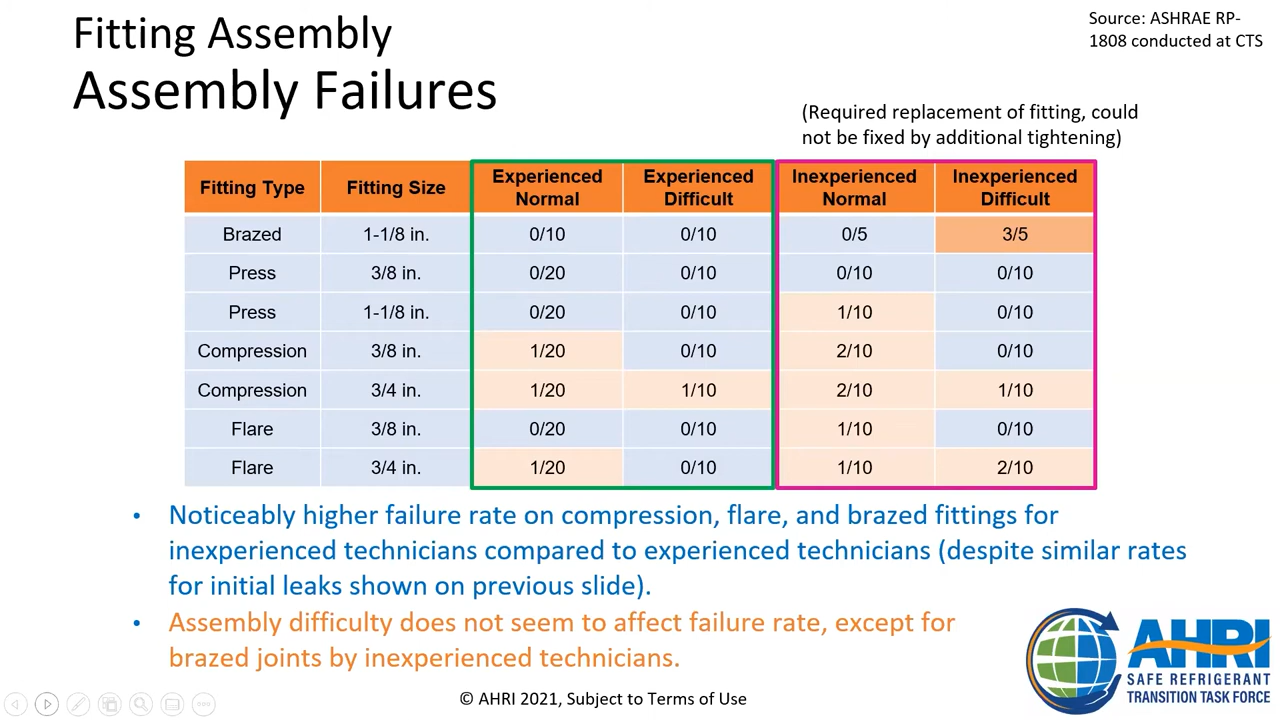 Fitting Assembly
Assembly Failures
Source: ASHRAE RP-
1808 conducted at CTS
(Required replacement of fitting, could
not be fixed by additional tightening)
Fitting Type Fitting Size Experienced Normal Experienced Difficult Inexperienced Normal Inexperienced Difficult
Brazed 1-1/8 in. 0/10 0/10 0/5 3/5
Press 3/8 in. 0/20 0/10 0/10 0/10
Press 1-1/8 in. 0/20 0/10 1/10 0/10
Compression 3/8 in. 1/20 0/10 2/10 0/10
Compression 3/4 in. 1/20 1/10 2/10 1/10
Flare 3/8 in. 0/20 0/10 1/10 0/10
Flare 3/4 in. 1/20 0/10 1/10 2/10
• Noticeably higher failure rate on compression, flare, and brazed fittings for
inexperienced technicians compared to experienced technicians (despite similar rates
for initial leaks shown on previous slide).
• Assembly difficulty does not seem to affect failure rate, except for
brazed joints by inexperienced technicians.
© AHRI 2021, Subject to Terms of Use
AHRI
SAFE REFRIGERANT
TRANSITION TASK FORCE